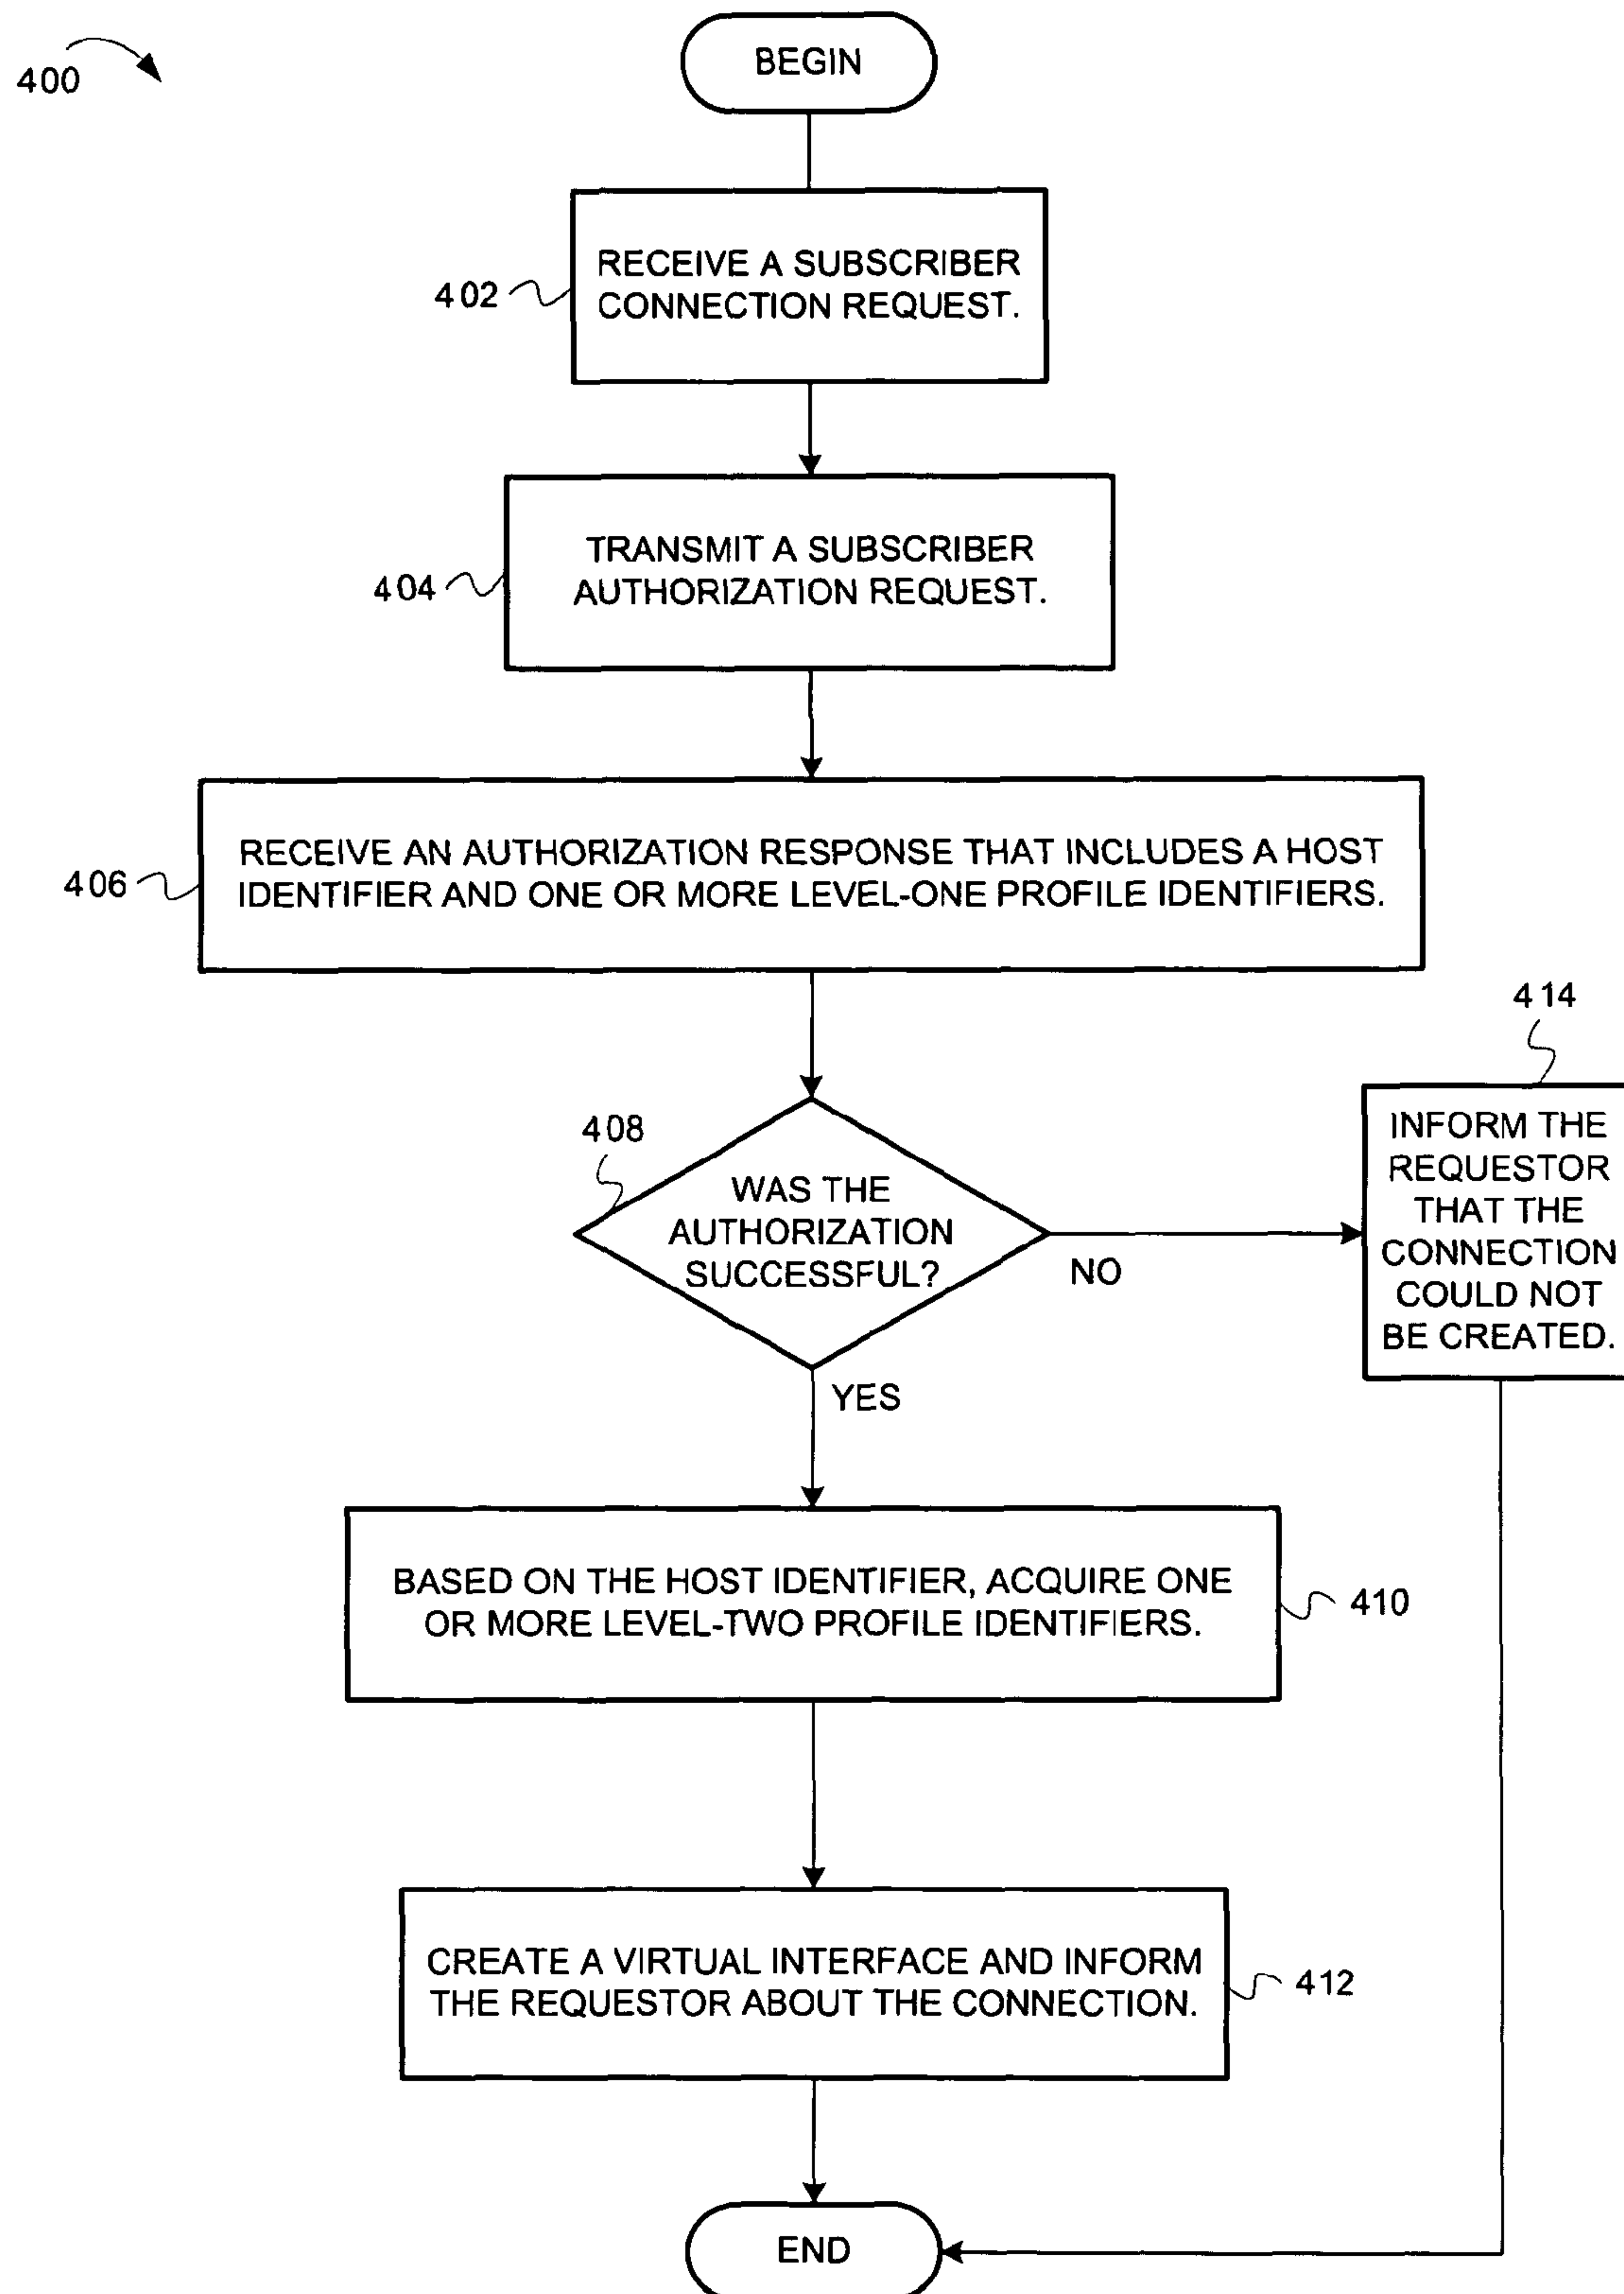 400
BEGIN
402
RECEIVE A SUBSCRIBER
CONNECTION REQUEST.
404
TRANSMIT A SUBSCRIBER
AUTHORIZATION REQUEST.
406
RECEIVE AN AUTHORIZATION RESPONSE THAT INCLUDES A HOST
IDENTIFIER AND ONE OR MORE LEVEL-ONE PROFILE IDENTIFIERS.
408
WAS THE
AUTHORIZATION
SUCCESSFUL?
NO
414
INFORM THE
REQUESTOR
THAT THE
CONNECTION
COULD NOT
BE CREATED.
YES
BASED ON THE HOST IDENTIFIER, ACQUIRE ONE
OR MORE LEVEL-TWO PROFILE IDENTIFIERS.
410
CREATE A VIRTUAL INTERFACE AND INFORM
THE REQUESTOR ABOUT THE CONNECTION.
412
END